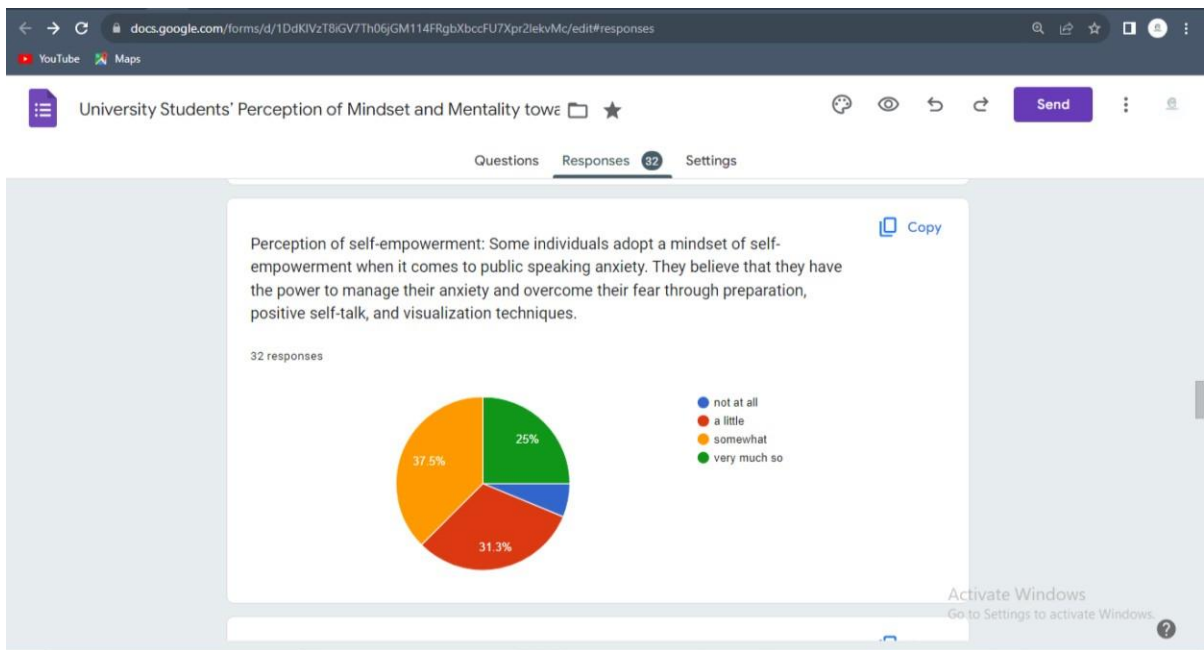 docs.google.com/forms/d/1DdKlVzT8iGV7Th06jGM114FRgbXbccFU7Xpr2lekvMc/edit#responses
YouTube Maps
University Students' Perception of Mindset and Mentality towa
Send
Questions Responses 32 Settings
Copy
Perception of self-empowerment: Some individuals adopt a mindset of self-
empowerment when it comes to public speaking anxiety. They believe that they have
the power to manage their anxiety and overcome their fear through preparation,
positive self-talk, and visualization techniques.
32 responses
not at all
a little
somewhat
very much so
25%
37.5%
31.3%
Activate Windows
Go to Settings to activate Windows.